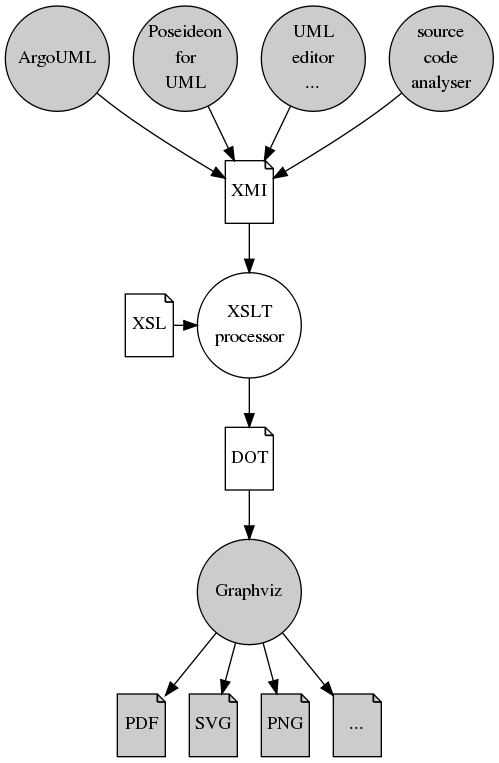 ArgoUML
Poseideon
for
UML
UML
editor
...
source
code
analyser
XMI
XSL
XSLT
processor
DOT
Graphviz
PDF
SVG
PNG
...